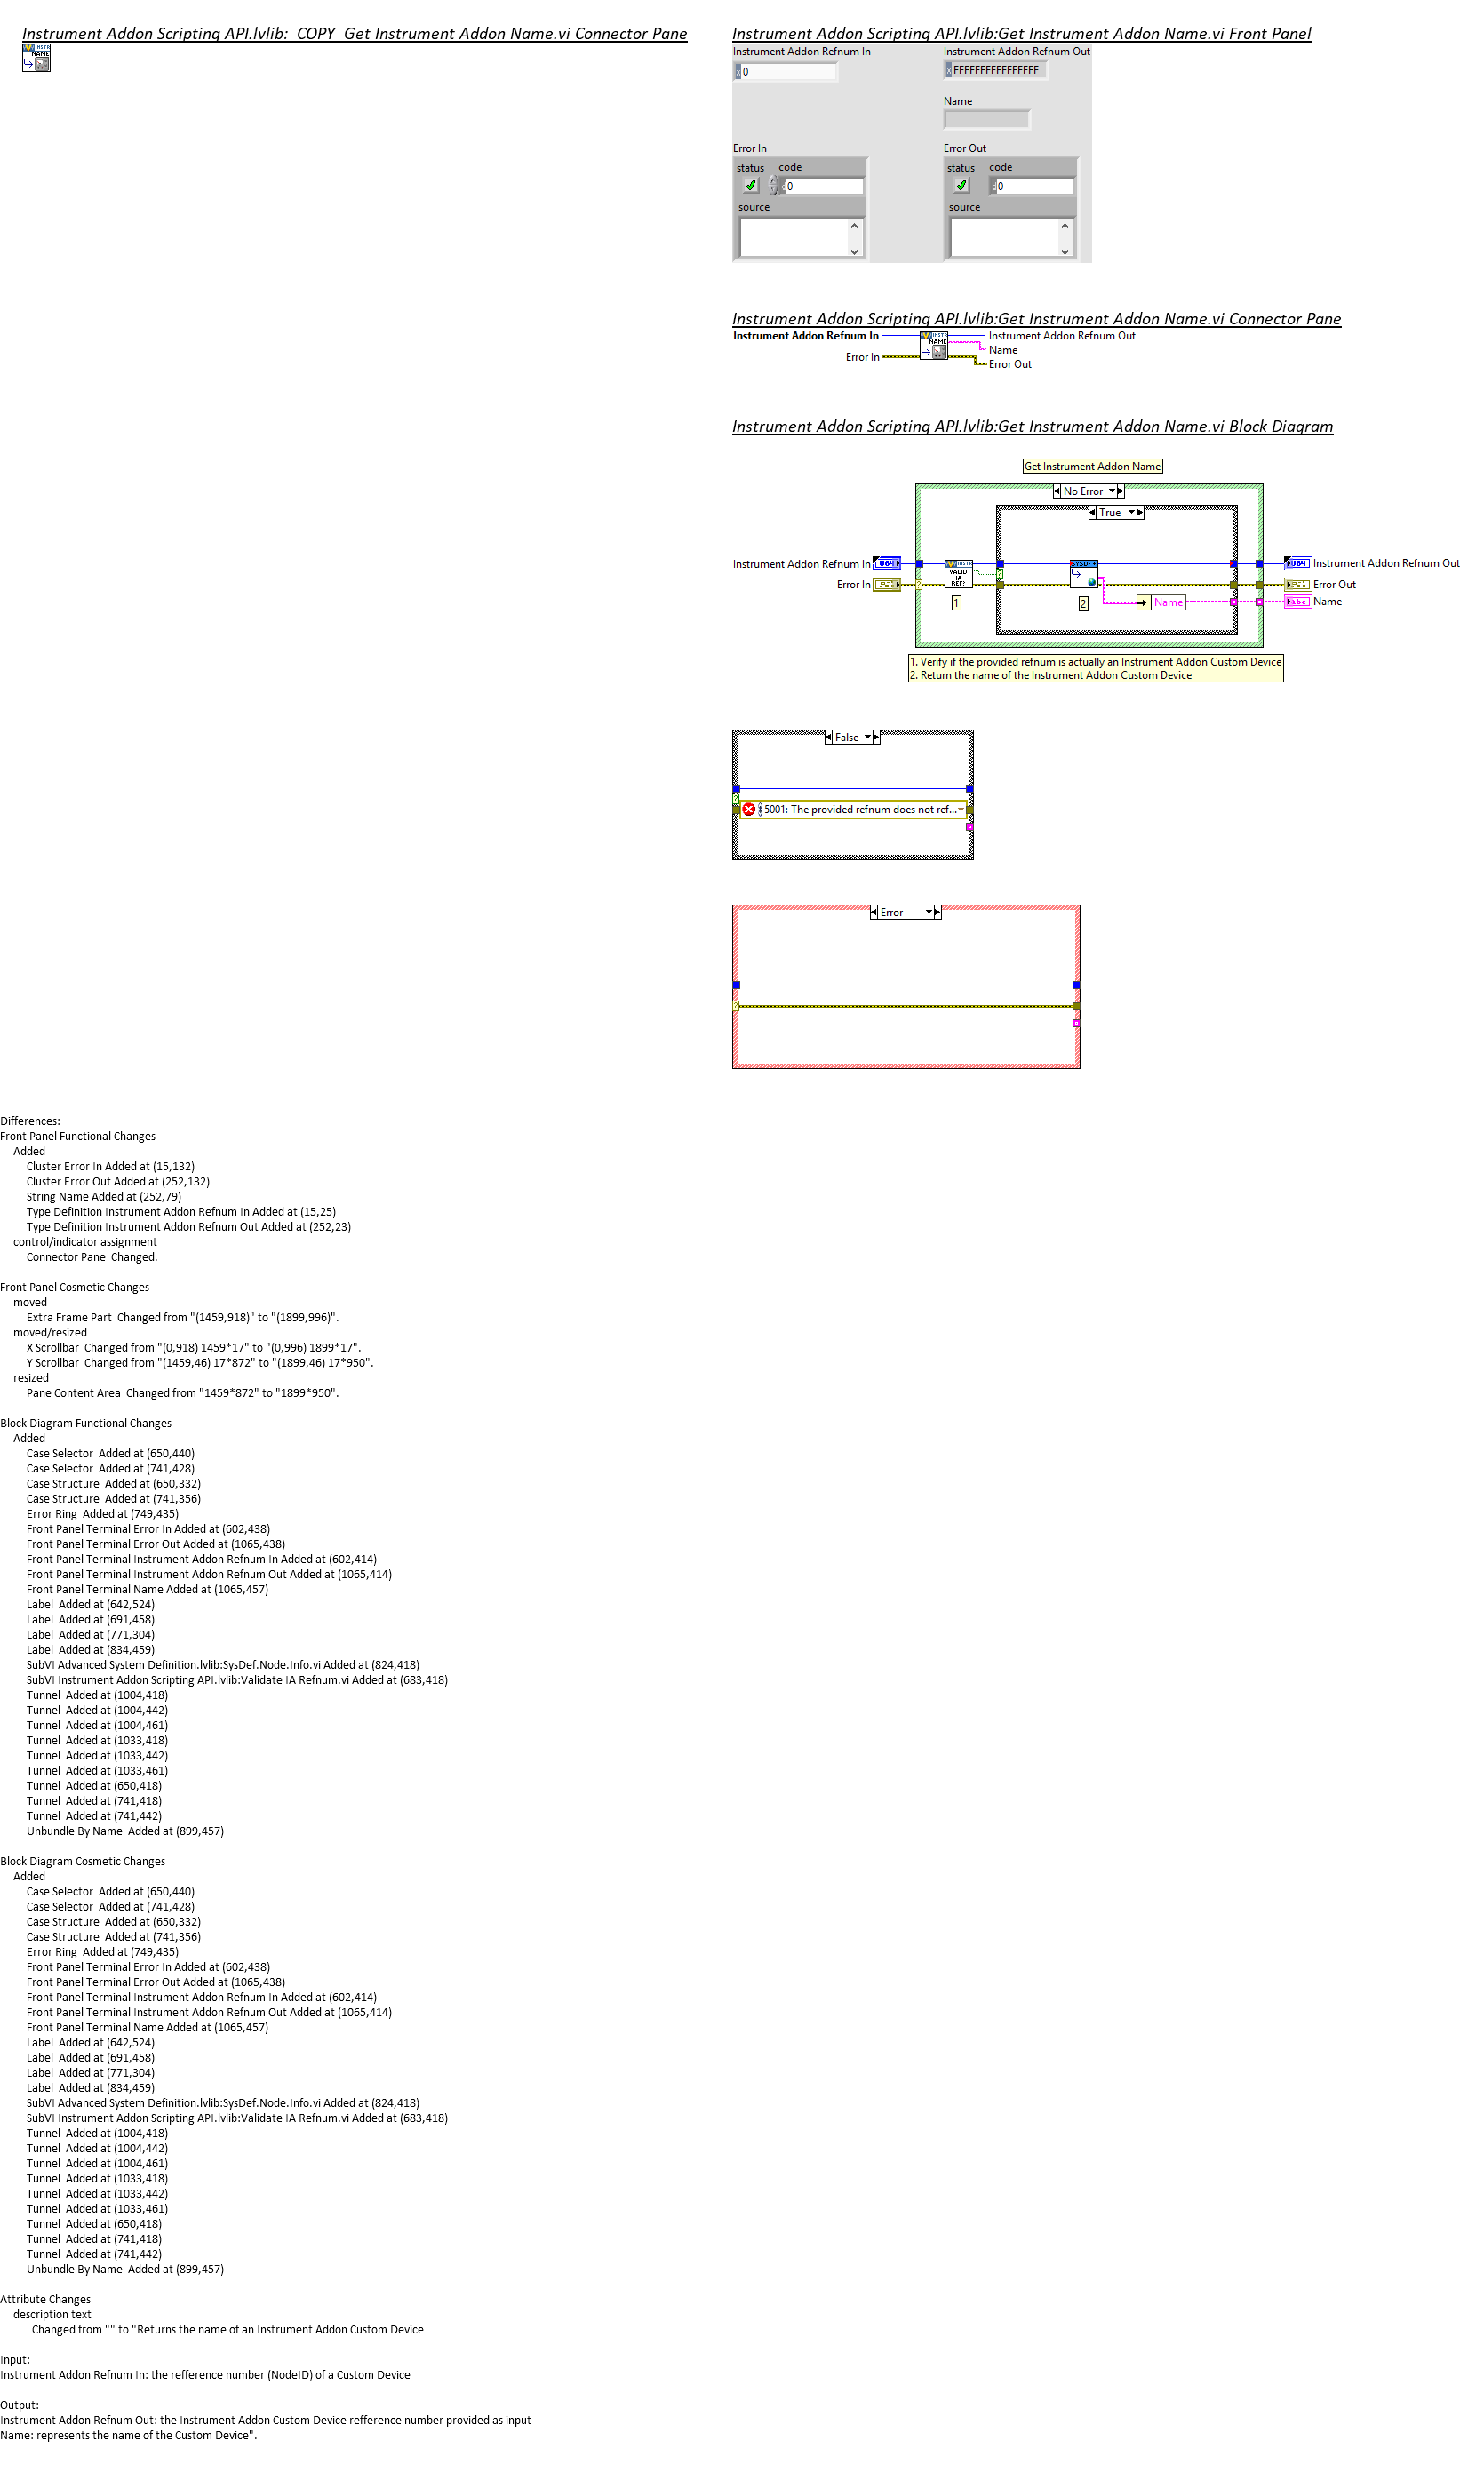 Instrument Addon Scripting API.lvlib:_COPY_Get Instrument Addon Name.vi Connector Pane
INSTR
NAME
Instrument Addon Scripting API.lvlib:Get Instrument Addon Name.vi Front Panel
Instrument Addon Refnum In
Instrument Addon Refnum Out
x 0
x FFFFFFFFFFFFFFFF
Name
Error In
Error Out
status code
status code
0
0
source
source
Instrument Addon Scripting API.lvlib:Get Instrument Addon Name.vi Connector Pane
Instrument Addon Refnum In
INSTR
NAME
Instrument Addon Refnum Out
Name
Error In
Error Out
Instrument Addon Scripting API.lvlib:Get Instrument Addon Name.vi Block Diagram
Get Instrument Addon Name
No Error
True
Instrument Addon Refnum In
U64
INSTR
VALID
IA
REF?
SYSDF
U64
Instrument Addon Refnum Out
Error In
Error Out
1
2
Name
abc
Name
1. Verify if the provided refnum is actually an Instrument Addon Custom Device
2. Return the name of the Instrument Addon Custom Device
False
5001: The provided refnum does not ref...
Error
Differences:
Front Panel Functional Changes
Added
Cluster Error In Added at (15,132)
Cluster Error Out Added at (252,132)
String Name Added at (252,79)
Type Definition Instrument Addon Refnum In Added at (15,25)
Type Definition Instrument Addon Refnum Out Added at (252,23)
control/indicator assignment
Connector Pane  Changed.
Front Panel Cosmetic Changes
moved
Extra Frame Part  Changed from "(1459,918)" to "(1899,996)".
moved/resized
X Scrollbar  Changed from "(0,918) 1459*17" to "(0,996) 1899*17".
Y Scrollbar  Changed from "(1459,46) 17*872" to "(1899,46) 17*950".
resized
Pane Content Area  Changed from "1459*872" to "1899*950".
Block Diagram Functional Changes
Added
Case Selector  Added at (650,440)
Case Selector  Added at (741,428)
Case Structure  Added at (650,332)
Case Structure  Added at (741,356)
Error Ring  Added at (749,435)
Front Panel Terminal Error In Added at (602,438)
Front Panel Terminal Error Out Added at (1065,438)
Front Panel Terminal Instrument Addon Refnum In Added at (602,414)
Front Panel Terminal Instrument Addon Refnum Out Added at (1065,414)
Front Panel Terminal Name Added at (1065,457)
Label  Added at (642,524)
Label  Added at (691,458)
Label  Added at (771,304)
Label  Added at (834,459)
SubVI Advanced System Definition.lvlib:SysDef.Node.Info.vi Added at (824,418)
SubVI Instrument Addon Scripting API.lvlib:Validate IA Refnum.vi Added at (683,418)
Tunnel  Added at (1004,418)
Tunnel  Added at (1004,442)
Tunnel  Added at (1004,461)
Tunnel  Added at (1033,418)
Tunnel  Added at (1033,442)
Tunnel  Added at (1033,461)
Tunnel  Added at (650,418)
Tunnel  Added at (741,418)
Tunnel  Added at (741,442)
Unbundle By Name  Added at (899,457)
Block Diagram Cosmetic Changes
Added
Case Selector  Added at (650,440)
Case Selector  Added at (741,428)
Case Structure  Added at (650,332)
Case Structure  Added at (741,356)
Error Ring  Added at (749,435)
Front Panel Terminal Error In Added at (602,438)
Front Panel Terminal Error Out Added at (1065,438)
Front Panel Terminal Instrument Addon Refnum In Added at (602,414)
Front Panel Terminal Instrument Addon Refnum Out Added at (1065,414)
Front Panel Terminal Name Added at (1065,457)
Label  Added at (642,524)
Label  Added at (691,458)
Label  Added at (771,304)
Label  Added at (834,459)
SubVI Advanced System Definition.lvlib:SysDef.Node.Info.vi Added at (824,418)
SubVI Instrument Addon Scripting API.lvlib:Validate IA Refnum.vi Added at (683,418)
Tunnel  Added at (1004,418)
Tunnel  Added at (1004,442)
Tunnel  Added at (1004,461)
Tunnel  Added at (1033,418)
Tunnel  Added at (1033,442)
Tunnel  Added at (1033,461)
Tunnel  Added at (650,418)
Tunnel  Added at (741,418)
Tunnel  Added at (741,442)
Unbundle By Name  Added at (899,457)
Attribute Changes
description text
Changed from "" to "Returns the name of an Instrument Addon Custom Device
Input:
Instrument Addon Refnum In: the refference number (NodeID) of a Custom Device
Output:
Instrument Addon Refnum Out: the Instrument Addon Custom Device refference number provided as input
Name: represents the name of the Custom Device".